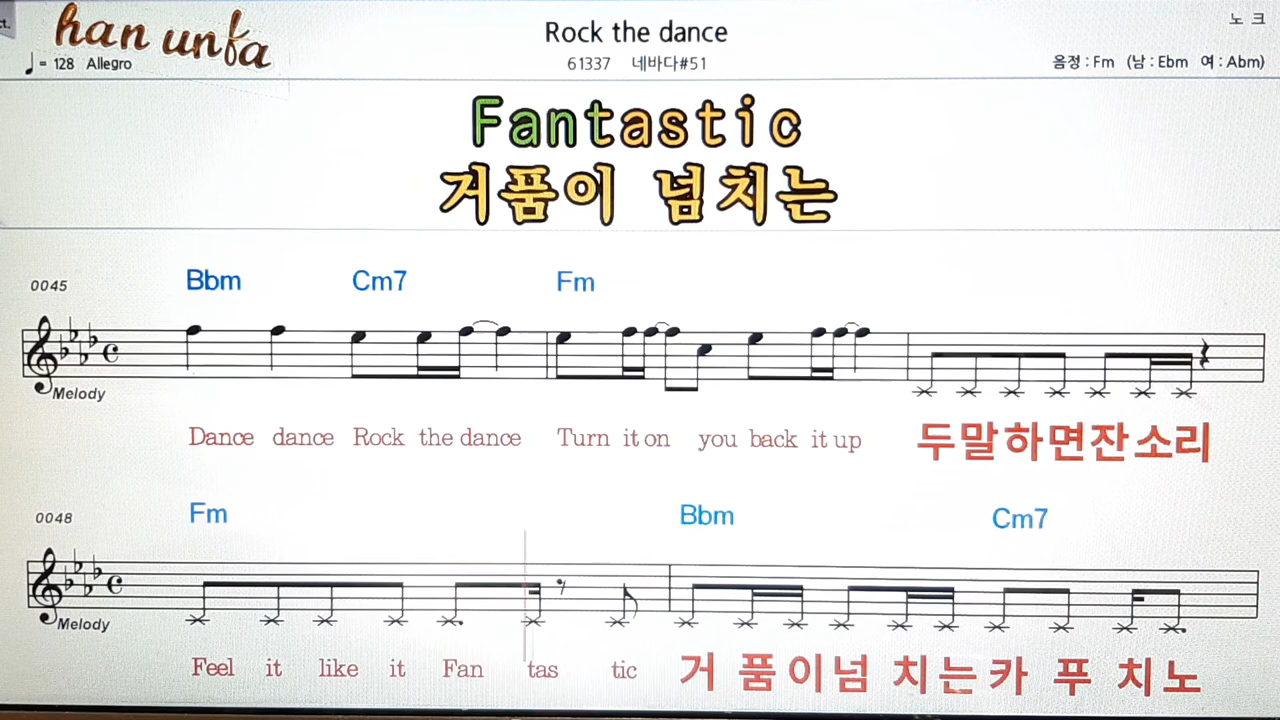 ct.
han unfa
Rock the dance
노 크
♩ = 128 Allegro
61337 네바다#51
음정 : Fm (남 : Ebm 여 : Abm)
Fantastic
거품이 넘치는
0045
Bbm Cm7 Fm
Melody
Dance dance Rock the dance Turn it on you back it up 두말하면잔소리
0048
Fm Bbm Cm7
Melody
Feel it like it Fan tas tic 거 품이넘 치는카 푸 치노